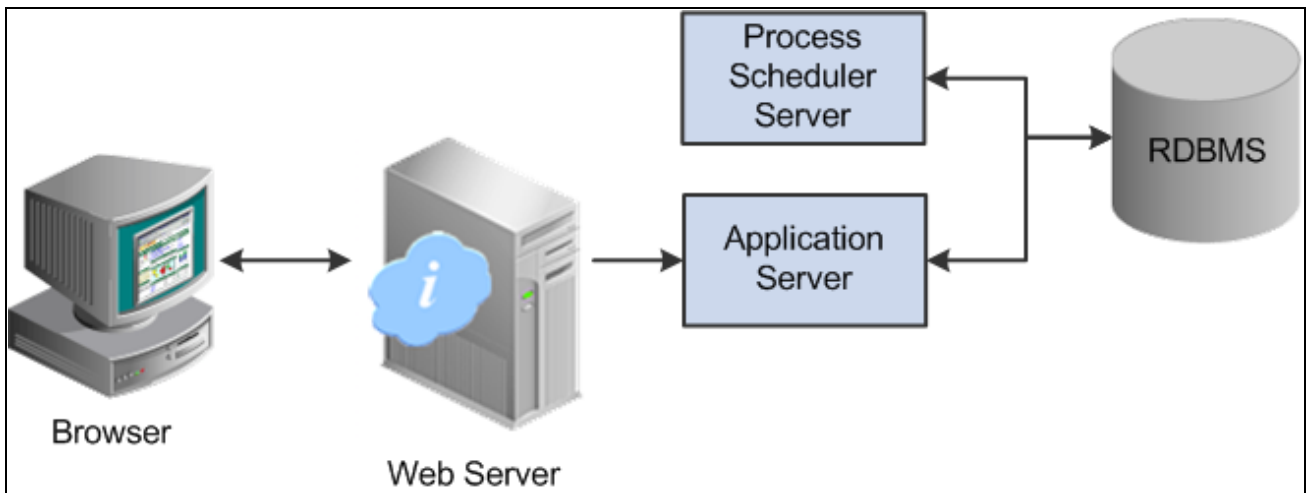 Process
Scheduler
Server
RDBMS
Application
Server
i
Browser
Web Server